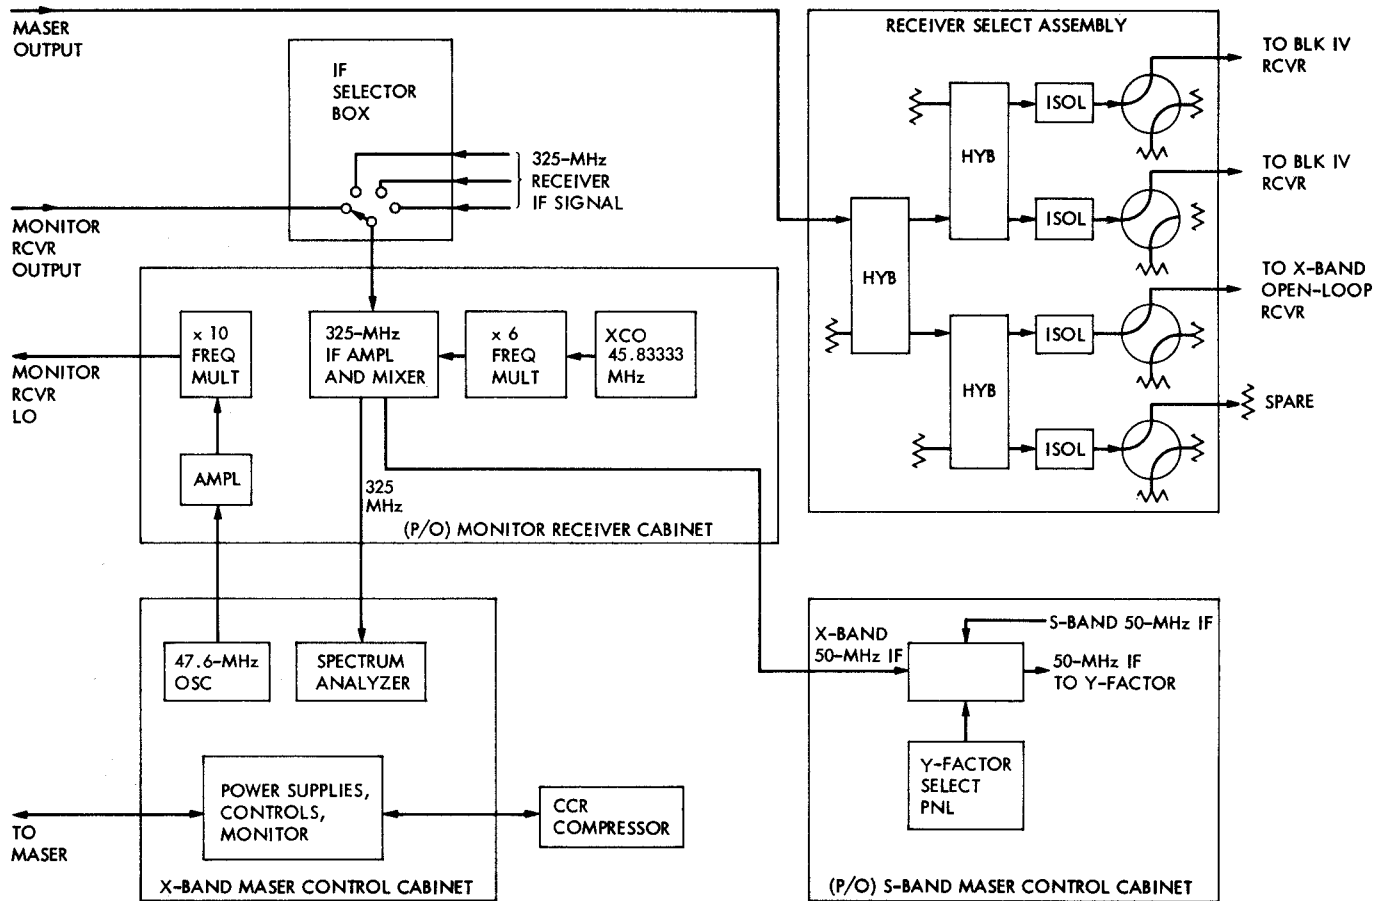 MASER
OUTPUT
IF
SELECTOR
BOX
325-MHz
RECEIVER
IF SIGNAL
MONITOR
RCVR
OUTPUT
RECEIVER SELECT ASSEMBLY
TO BLK IV
RCVR
ISOL
HYB
TO BLK IV
RCVR
ISOL
HYB
TO X-BAND
OPEN-LOOP
RCVR
ISOL
HYB
SPARE
ISOL
x 10
FREQ
MULT
325-MHz
IF AMPL
AND MIXER
x 6
FREQ
MULT
XCO
45.83333
MHz
MONITOR
RCVR
LO
AMPL
325
MHz
(P/O) MONITOR RECEIVER CABINET
47.6-MHz
OSC
SPECTRUM
ANALYZER
POWER SUPPLIES,
CONTROLS,
MONITOR
CCR
COMPRESSOR
TO
MASER
X-BAND MASER CONTROL CABINET
X-BAND
50-MHz IF
S-BAND 50-MHz IF
50-MHz IF
TO Y-FACTOR
Y-FACTOR
SELECT
PNL
(P/O) S-BAND MASER CONTROL CABINET